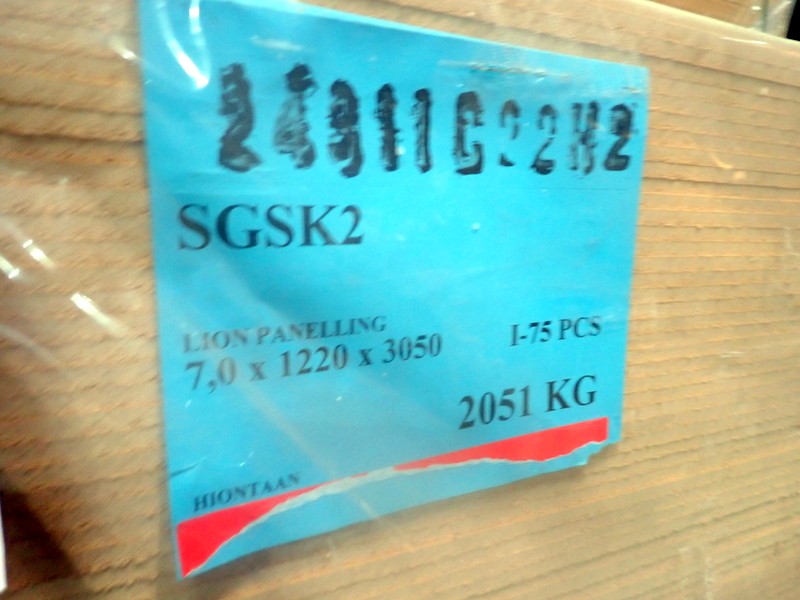 SGSK2
LION PANELLING
7,0 x 1220 x 3050
I-75 PCS
2051 KG
HIONTAAN